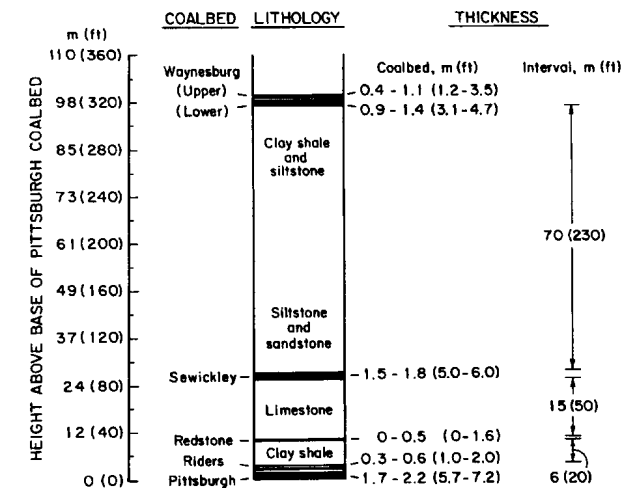 COALBED LITHOLOGY THICKNESS
m (ft)
110 (360)
Waynesburg Coalbed, m (ft) Interval, m (ft)
(Upper) 0.4 - 1.1 (1.2-3.5)
98 (320) (Lower) 0.9 - 1.4 (3.1-4.7)
85 (280) Clay shale
and
siltstone
73 (240)
61 (200) 70 (230)
49 (160)
Siltstone
and
37 (120) sandstone
Sewickley 1.5 - 1.8 (5.0-6.0)
24 (80)
Limestone 15 (50)
12 (40)
Redstone 0 - 0.5 (0-1.6)
Clay shale
Riders 0.3 - 0.6 (1.0-2.0)
0 (0) Pittsburgh 1.7 - 2.2 (5.7-7.2) 6 (20)
HEIGHT ABOVE BASE OF PITTSBURGH COALBED